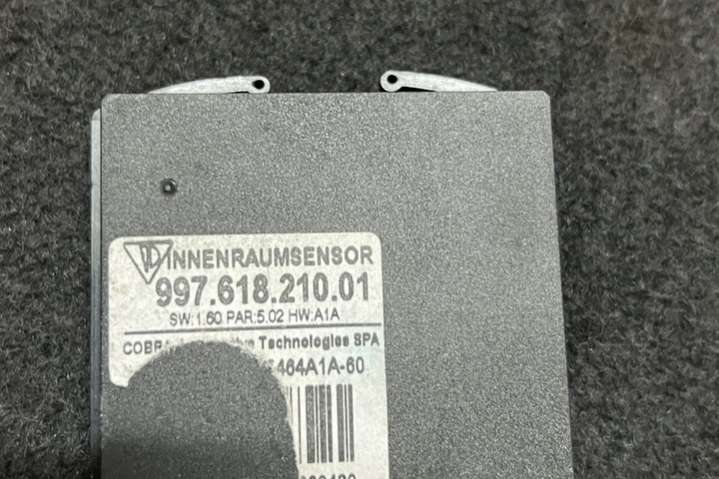 INNENRAUMSENSOR
997.618.210.01
SW:1.60 PAR:5.02 HW:A1A
COBRA Technologies SPA
464A1A-60